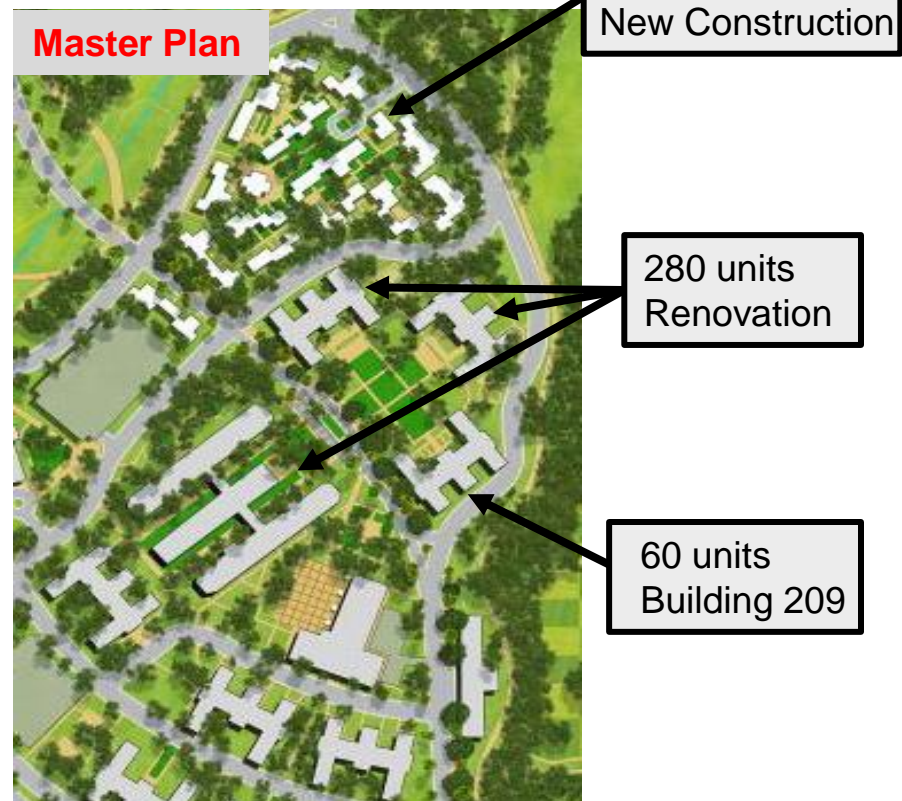 Master Plan
New Construction
280 units
Renovation
60 units
Building 209